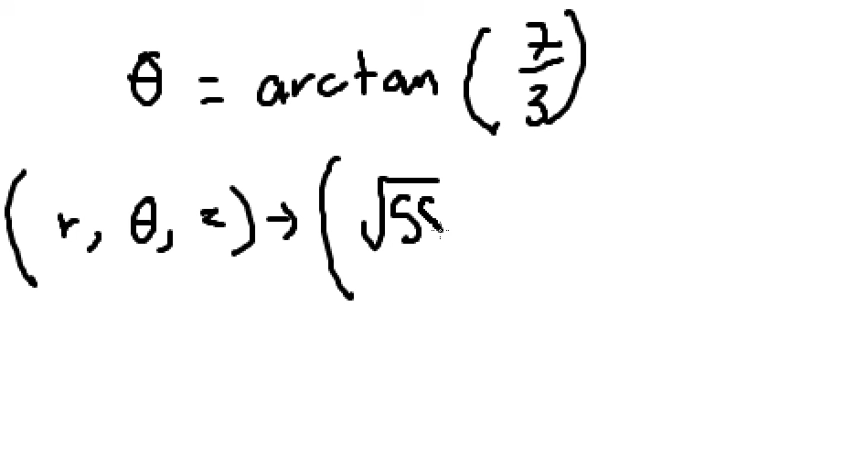 θ = arctan (7/3)
(r, θ, z) → (√58